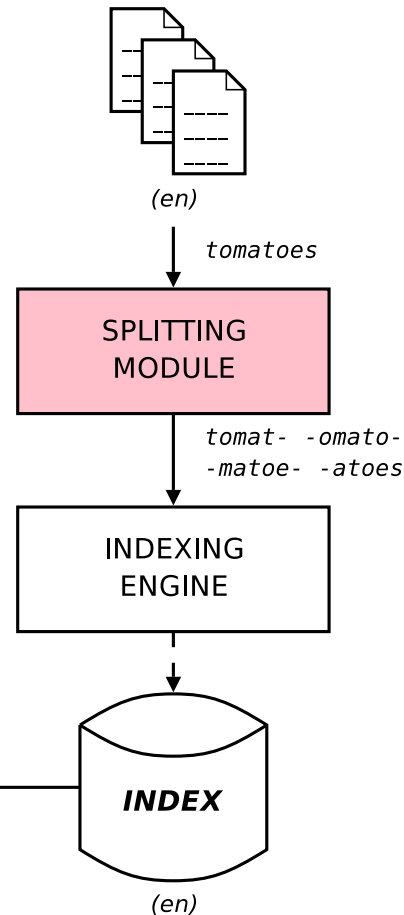 (en)
tomatoes
SPLITTING
MODULE
tomat- -omato-
-matoe- -atoes
INDEXING
ENGINE
INDEX
(en)